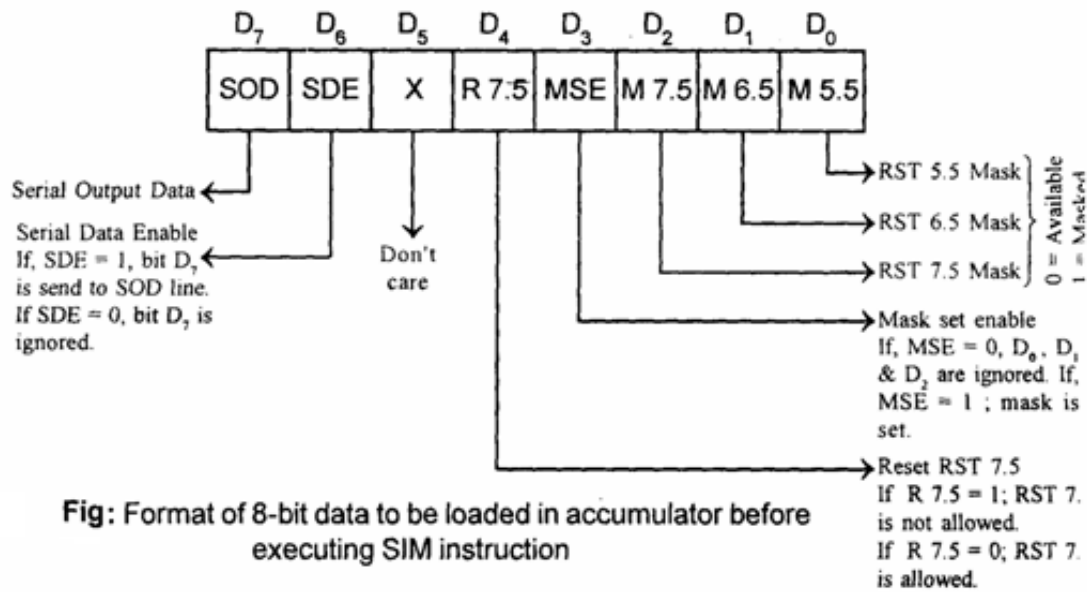 D7 D6 D5 D4 D3 D2 D1 D0
SOD SDE X R 7.5 MSE M 7.5 M 6.5 M 5.5
Serial Output Data
Serial Data Enable
If, SDE = 1, bit D7
is send to SOD line.
If SDE = 0, bit D7 is
ignored.
Don't
care
RST 5.5 Mask
RST 6.5 Mask
RST 7.5 Mask
0 = Available
1 = Masked
Mask set enable
If, MSE = 0, D0, D1
& D2 are ignored. If,
MSE = 1 ; mask is
set.
Reset RST 7.5
If R 7.5 = 1; RST 7.
is not allowed.
If R 7.5 = 0; RST 7.
is allowed.
Fig: Format of 8-bit data to be loaded in accumulator before
executing SIM instruction